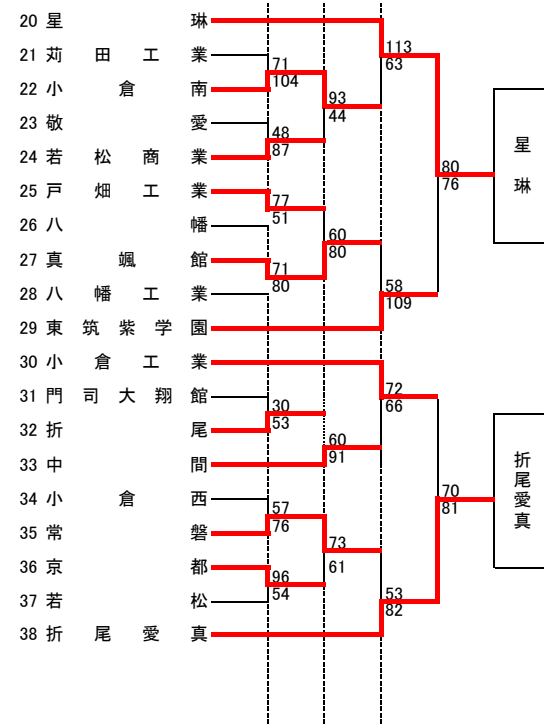 20 星琳
113
21 苅田工業
63
71
22 小倉南
104
93
44
23 敬愛
48
24 若松商業
87
星琳
80
76
25 戸畑工業
77
51
26 八幡
60
80
27 真颯館
71
80
28 八幡工業
58
109
29 東筑紫学園
30 小倉工業
72
66
31 門司大翔館
30
53
32 折尾
60
91
33 中間
折尾愛真
70
81
34 小倉西
57
76
35 常磐
73
61
36 京都
96
54
37 若松
53
82
38 折尾愛真